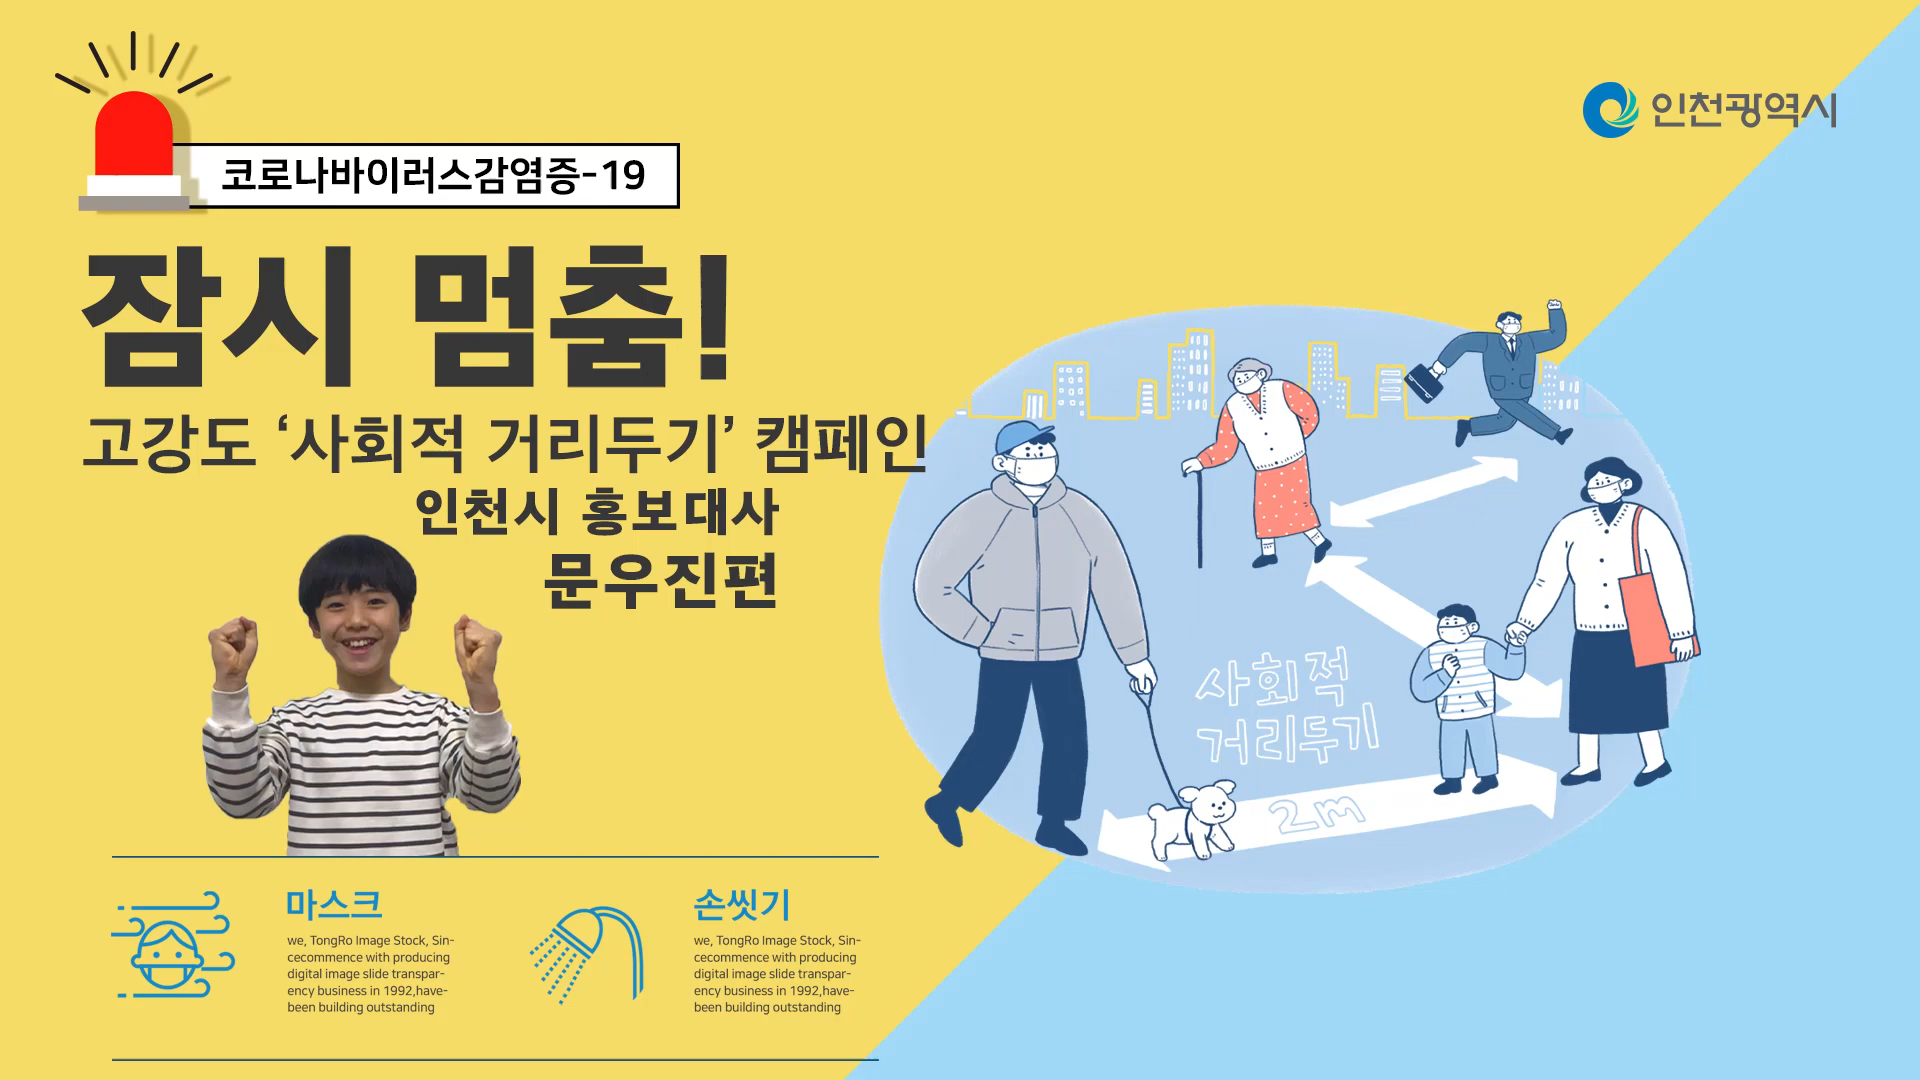 인천광역시
코로나바이러스감염증-19
잠시 멈춤!
고강도 ‘사회적 거리두기’ 캠페인
인천시 홍보대사
문우진편
사회적
거리두기
2m
마스크
we, TongRo Image Stock, Sin-
cecommence with producing
digital image slide transpar-
ency business in 1992,have-
been building outstanding
손씻기
we, TongRo Image Stock, Sin-
cecommence with producing
digital image slide transpar-
ency business in 1992,have-
been building outstanding